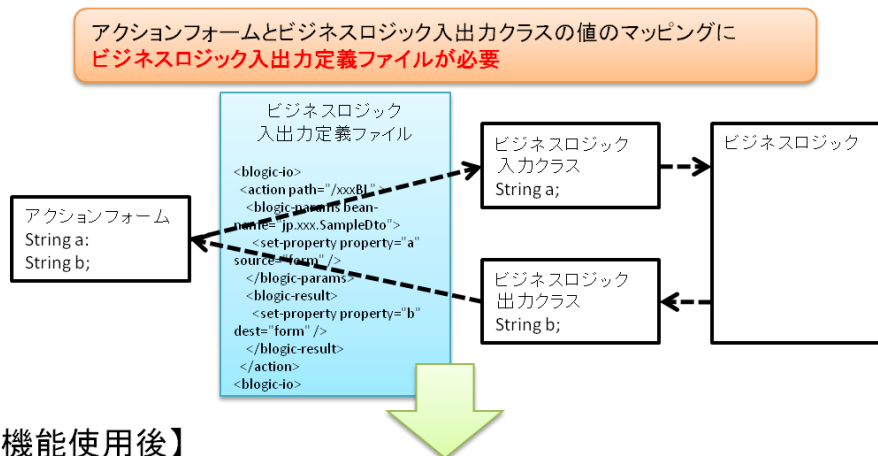 アクションフォームとビジネスロジック入出力クラスの値のマッピングに
ビジネスロジック入出力定義ファイルが必要
ビジネスロジック
入出力定義ファイル
<blogic-io>
<action path="/xxxBL">
<blogic-params bean-
name="jp.xxx.SampleDto">
<set-property property="a"
source="form" />
</blogic-params>
<blogic-result>
<set-property property="b"
dest="form" />
</blogic-result>
</action>
<blogic-io>
アクションフォーム
String a:
String b;
ビジネスロジック
入力クラス
String a;
ビジネスロジック
出力クラス
String b;
ビジネスロジック
機能使用後】